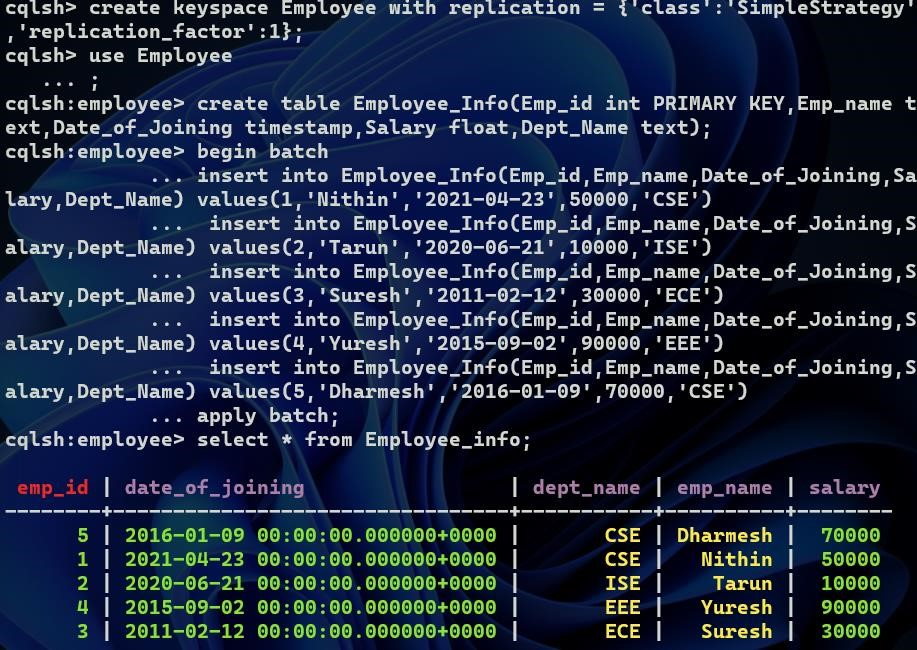 cqlsh> create keyspace Employee with replication = {'class':'SimpleStrategy'
,'replication_factor':1};
cqlsh> use Employee
   ... ;
cqlsh:employee> create table Employee_Info(Emp_id int PRIMARY KEY,Emp_name t
ext,Date_of_Joining timestamp,Salary float,Dept_Name text);
cqlsh:employee> begin batch
            ... insert into Employee_Info(Emp_id,Emp_name,Date_of_Joining,Sa
lary,Dept_Name) values(1,'Nithin','2021-04-23',50000,'CSE')
            ...  insert into Employee_Info(Emp_id,Emp_name,Date_of_Joining,S
alary,Dept_Name) values(2,'Tarun','2020-06-21',10000,'ISE')
            ...  insert into Employee_Info(Emp_id,Emp_name,Date_of_Joining,S
alary,Dept_Name) values(3,'Suresh','2011-02-12',30000,'ECE')
            ...  insert into Employee_Info(Emp_id,Emp_name,Date_of_Joining,S
alary,Dept_Name) values(4,'Yuresh','2015-09-02',90000,'EEE')
            ...  insert into Employee_Info(Emp_id,Emp_name,Date_of_Joining,S
alary,Dept_Name) values(5,'Dharmesh','2016-01-09',70000,'CSE')
            ... apply batch;
cqlsh:employee> select * from Employee_info;
 emp_id | date_of_joining                 | dept_name | emp_name | salary
--------+---------------------------------+-----------+----------+--------
      5 | 2016-01-09 00:00:00.000000+0000 |       CSE | Dharmesh |  70000
      1 | 2021-04-23 00:00:00.000000+0000 |       CSE |   Nithin |  50000
      2 | 2020-06-21 00:00:00.000000+0000 |       ISE |    Tarun |  10000
      4 | 2015-09-02 00:00:00.000000+0000 |       EEE |   Yuresh |  90000
      3 | 2011-02-12 00:00:00.000000+0000 |       ECE |   Suresh |  30000